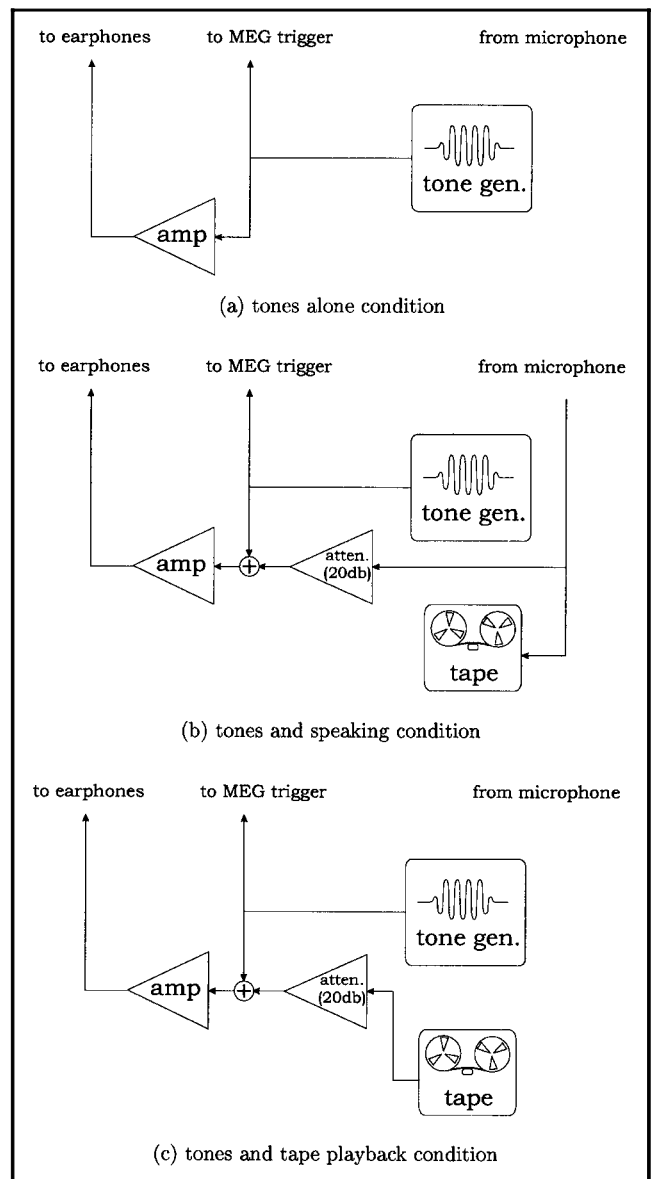 to earphones to MEG trigger from microphone
tone gen.
amp
(a) tones alone condition
to earphones to MEG trigger from microphone
tone gen.
amp
atten.
(20db)
tape
(b) tones and speaking condition
to earphones to MEG trigger from microphone
tone gen.
amp
atten.
(20db)
tape
(c) tones and tape playback condition